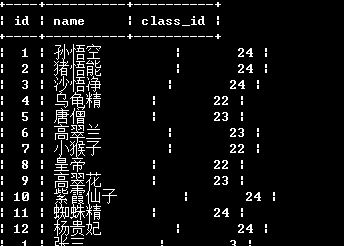 id | name | class_id |
1 | 孙悟空 | 24 |
2 | 猪悟能 | 24 |
3 | 沙悟净 | 24 |
4 | 乌龟精 | 22 |
5 | 唐僧 | 23 |
6 | 高翠兰 | 23 |
7 | 小猴子 | 22 |
8 | 皇帝 | 22 |
9 | 高翠花 | 23 |
10 | 紫霞仙子 | 24 |
11 | 蜘蛛精 | 24 |
12 | 杨贵妃 | 24 |
1 | 张三 | 3 |